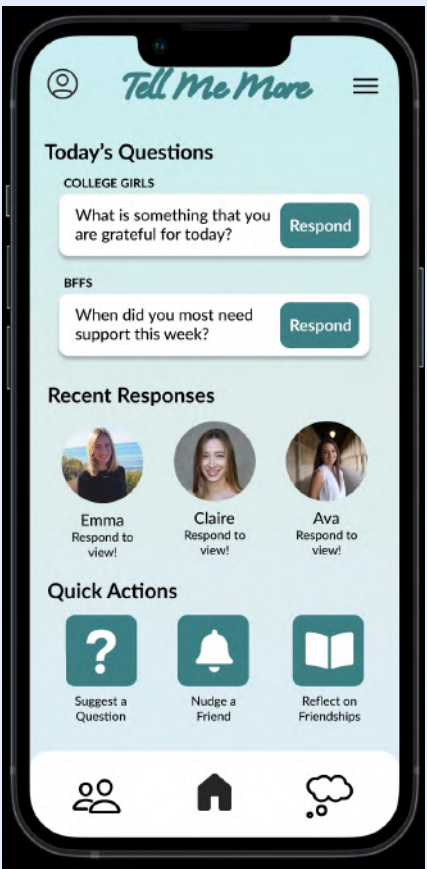 Tell Me More
Today's Questions
COLLEGE GIRLS
What is something that you
are grateful for today?
Respond
BFFS
When did you most need
support this week?
Respond
Recent Responses
Emma
Respond to
view!
Claire
Respond to
view!
Ava
Respond to
view!
Quick Actions
?
Suggest a
Question
Nudge a
Friend
Reflect on
Friendships